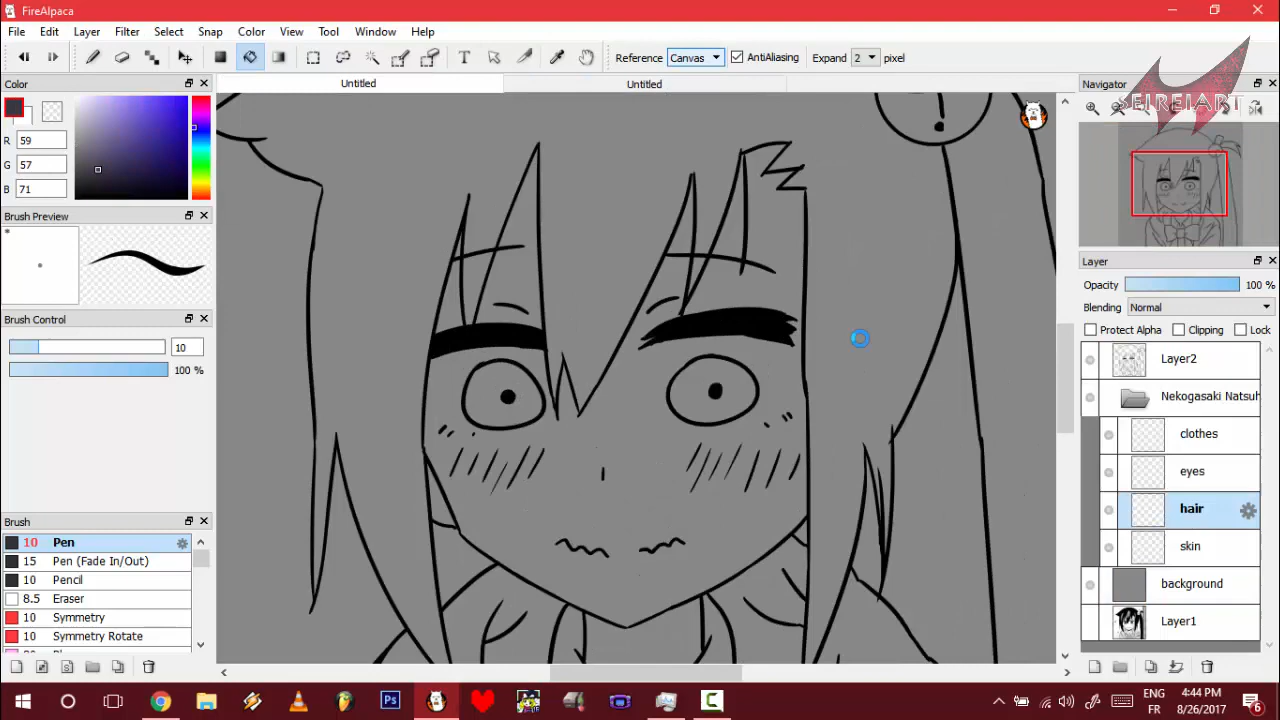 FireAlpaca
File Edit Layer Filter Select Snap Color View Tool Window Help
Reference Canvas AntiAliasing Expand 2 pixel
Color
Untitled
Untitled
Navigator
SEIREIART
R 59
G 57
B 71
Brush Preview
*
Brush Control
10
100 %
Brush
10 Pen
15 Pen (Fade In/Out)
10 Pencil
8.5 Eraser
10 Symmetry
10 Symmetry Rotate
Layer
Opacity 100 %
Blending Normal
Protect Alpha Clipping Lock
Layer2
Nekogasaki Natsuh
clothes
eyes
hair
skin
background
Layer1
Ps
ENG
FR
4:44 PM
8/26/2017
6